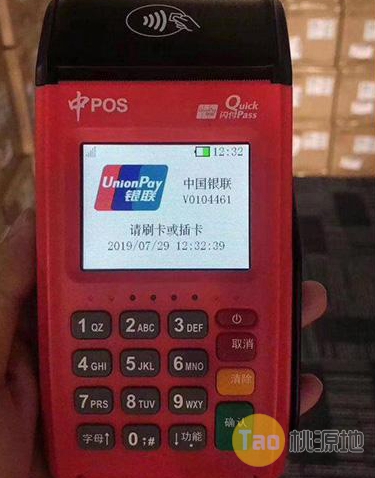 中POS
Quick
闪付Pass
12:32
UnionPay
银联
中国银联
V0104461
请刷卡或插卡
2019/07/29 12:32:39
1 QZ
2 ABC
3 DEF
4 GHI
5 JKL
6 MNO
取消
7 PRS
8 TUV
9 WXY
清除
字母↑
0 .;#
↓功能
确认
Tao 桃源地